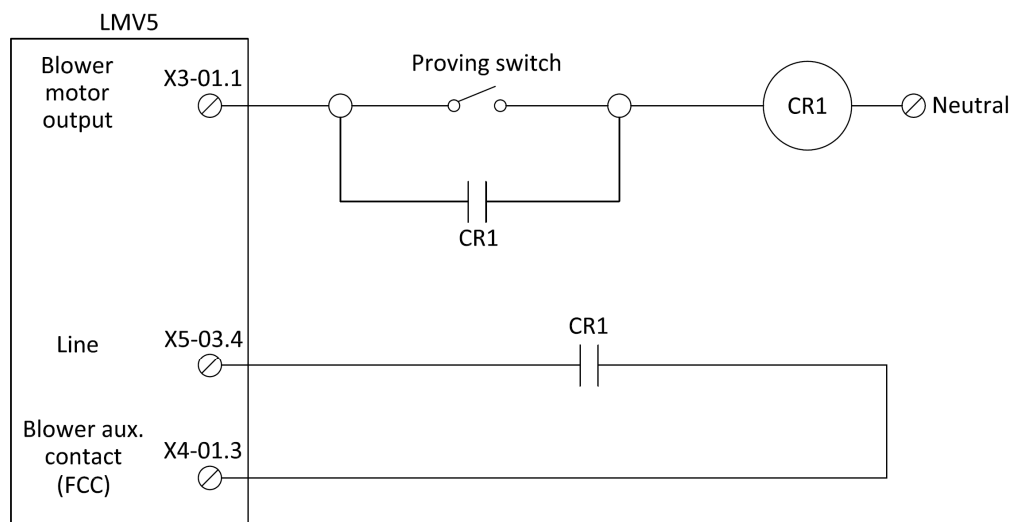 LMV5
Blower
motor
output
X3-01.1
Proving switch
CR1
Neutral
CR1
CR1
Line
X5-03.4
Blower aux.
contact
(FCC)
X4-01.3